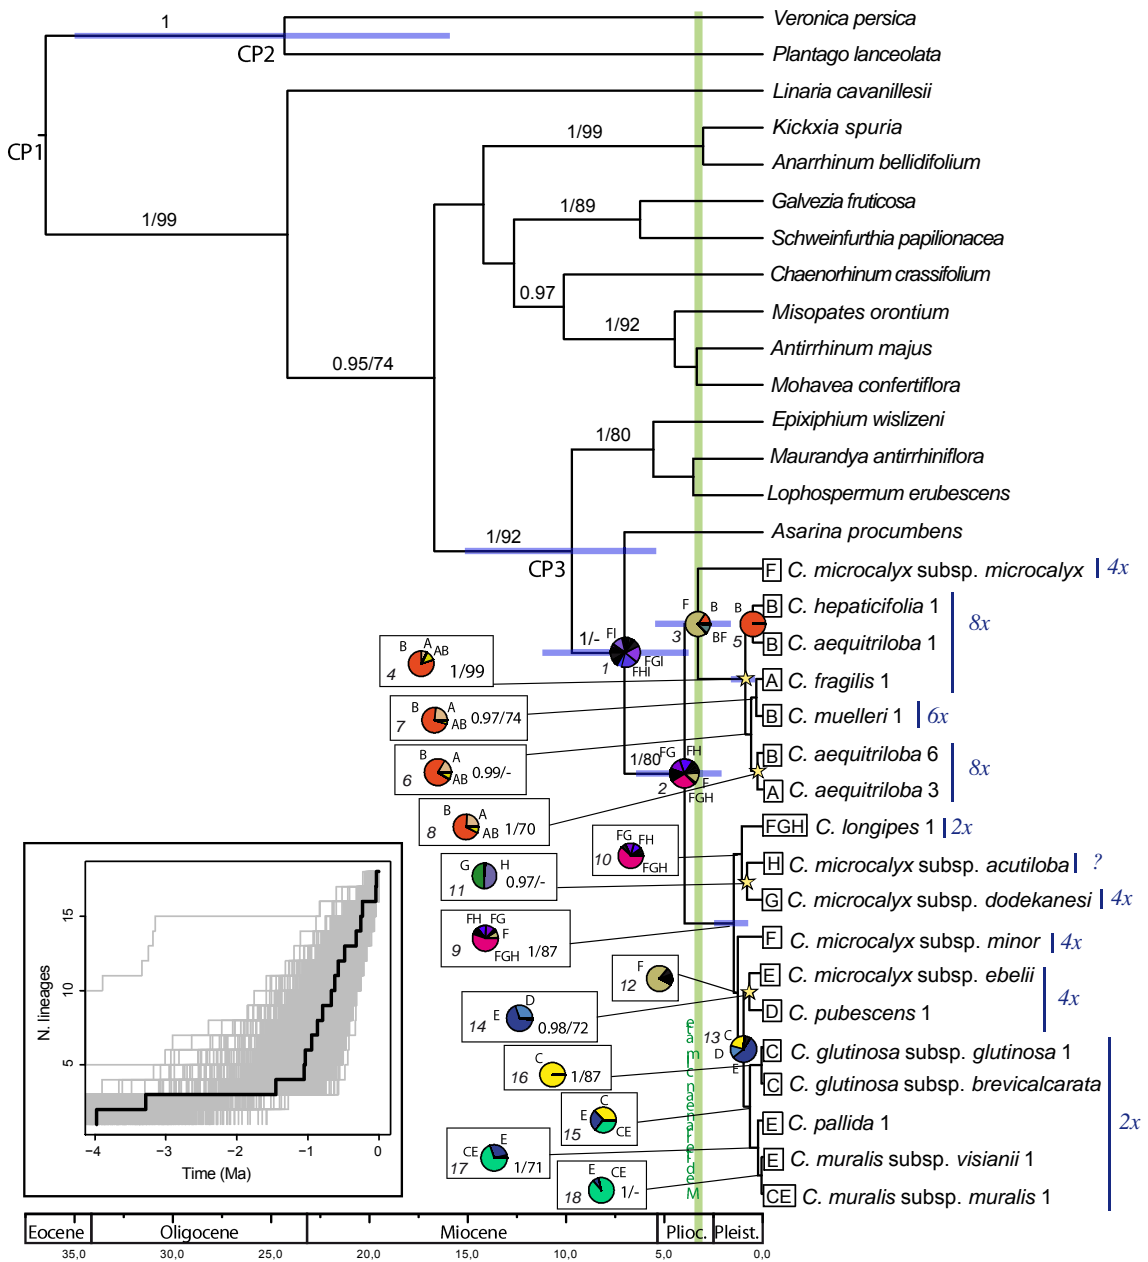 1
Veronica persica
CP2
Plantago lanceolata
Linaria cavanillesii
CP1
1/99
Kickxia spuria
Anarrhinum bellidifolium
1/99
1/89
Galvezia fruticosa
Schweinfurthia papilionacea
0.97
Chaenorhinum crassifolium
1/92
Misopates orontium
Antirrhinum majus
0.95/74
Mohavea confertiflora
1/80
Epixiphium wislizeni
Maurandya antirrhiniflora
Lophospermum erubescens
1/92
Asarina procumbens
CP3
F C. microcalyx subsp. microcalyx 4x
F B
3 BF
B
5
B C. hepaticifolia 1
8x
B C. aequitriloba 1
1/-
FI
1 FGI
FHI
B A AB
4 1/99
A C. fragilis 1
B A
7 AB 0.97/74
B C. muelleri 1 6x
B A
6 AB 0.99/-
1/80 FG FH
2 F
FGH
B C. aequitriloba 6
8x
A C. aequitriloba 3
B A
8 AB 1/70
FGH C. longipes 1 2x
FG FH
10 FGH
H C. microcalyx subsp. acutiloba ?
G H
11 0.97/-
G C. microcalyx subsp. dodekanesi 4x
FH FG
F
9 FGH 1/87
F C. microcalyx subsp. minor 4x
F
12
E C. microcalyx subsp. ebelii
4x
D C. pubescens 1
D
E
14 0.98/72
13 C
D
E
C C. glutinosa subsp. glutinosa 1
C
16 1/87
C C. glutinosa subsp. brevicalcarata
C
E
15 CE
E C. pallida 1
2x
E
CE
17 1/71
E C. muralis subsp. visianii 1
E CE
18 1/-
CE C. muralis subsp. muralis 1
Mediterranean climate
N. lineages
15
10
5
−4 −3 −2 −1 0
Time (Ma)
Eocene Oligocene Miocene Plioc. Pleist.
35,0 30,0 25,0 20,0 15,0 10,0 5,0 0,0